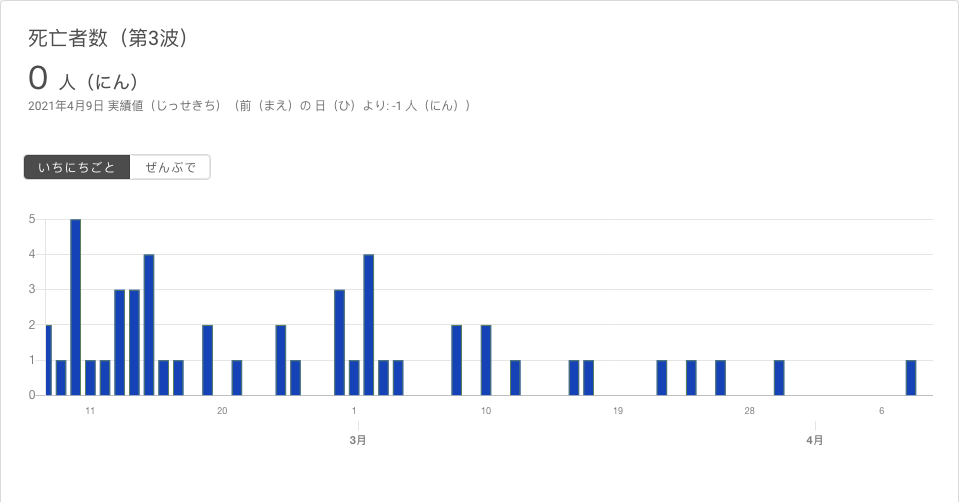 死亡者数（第3波）
0 人（にん）
2021年4月9日 実績値（じっせきち）（前（まえ）の 日（ひ）より: -1 人（にん））
いちにちごと ぜんぶで
5
4
3
2
1
0
11 20 1 10 19 28 6
3月 4月